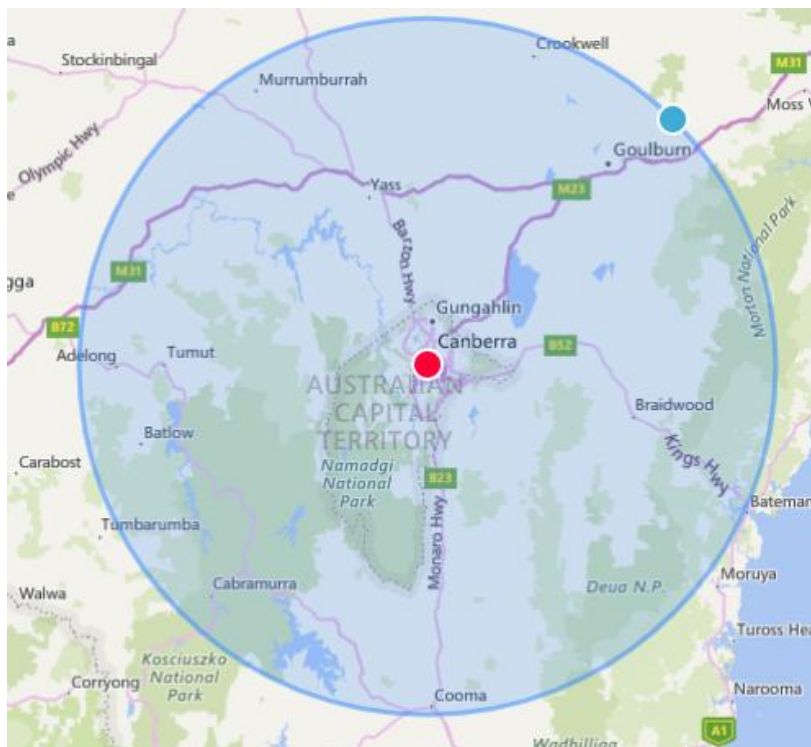 a
Stockinbingal
Crookwell
M31
Murrumburrah
Moss V
Olympic Hwy
Goulburn
Yass
M23
Barton Hwy
Morton National Park
M31
gga
Gungahlin
B72
Canberra
B52
Adelong
Tumut
AUSTRALIAN
CAPITAL
TERRITORY
Braidwood
Batlow
Kings Hwy
Carabost
Namadgi
National
Park
B23
Bateman
Tumbarumba
Monaro Hwy
Moruya
Cabramurra
Deua N.P.
Walwa
Tuross Hea
Kosciuszko
National
Park
Corryong
Narooma
Cooma
A1
Wadbilliga